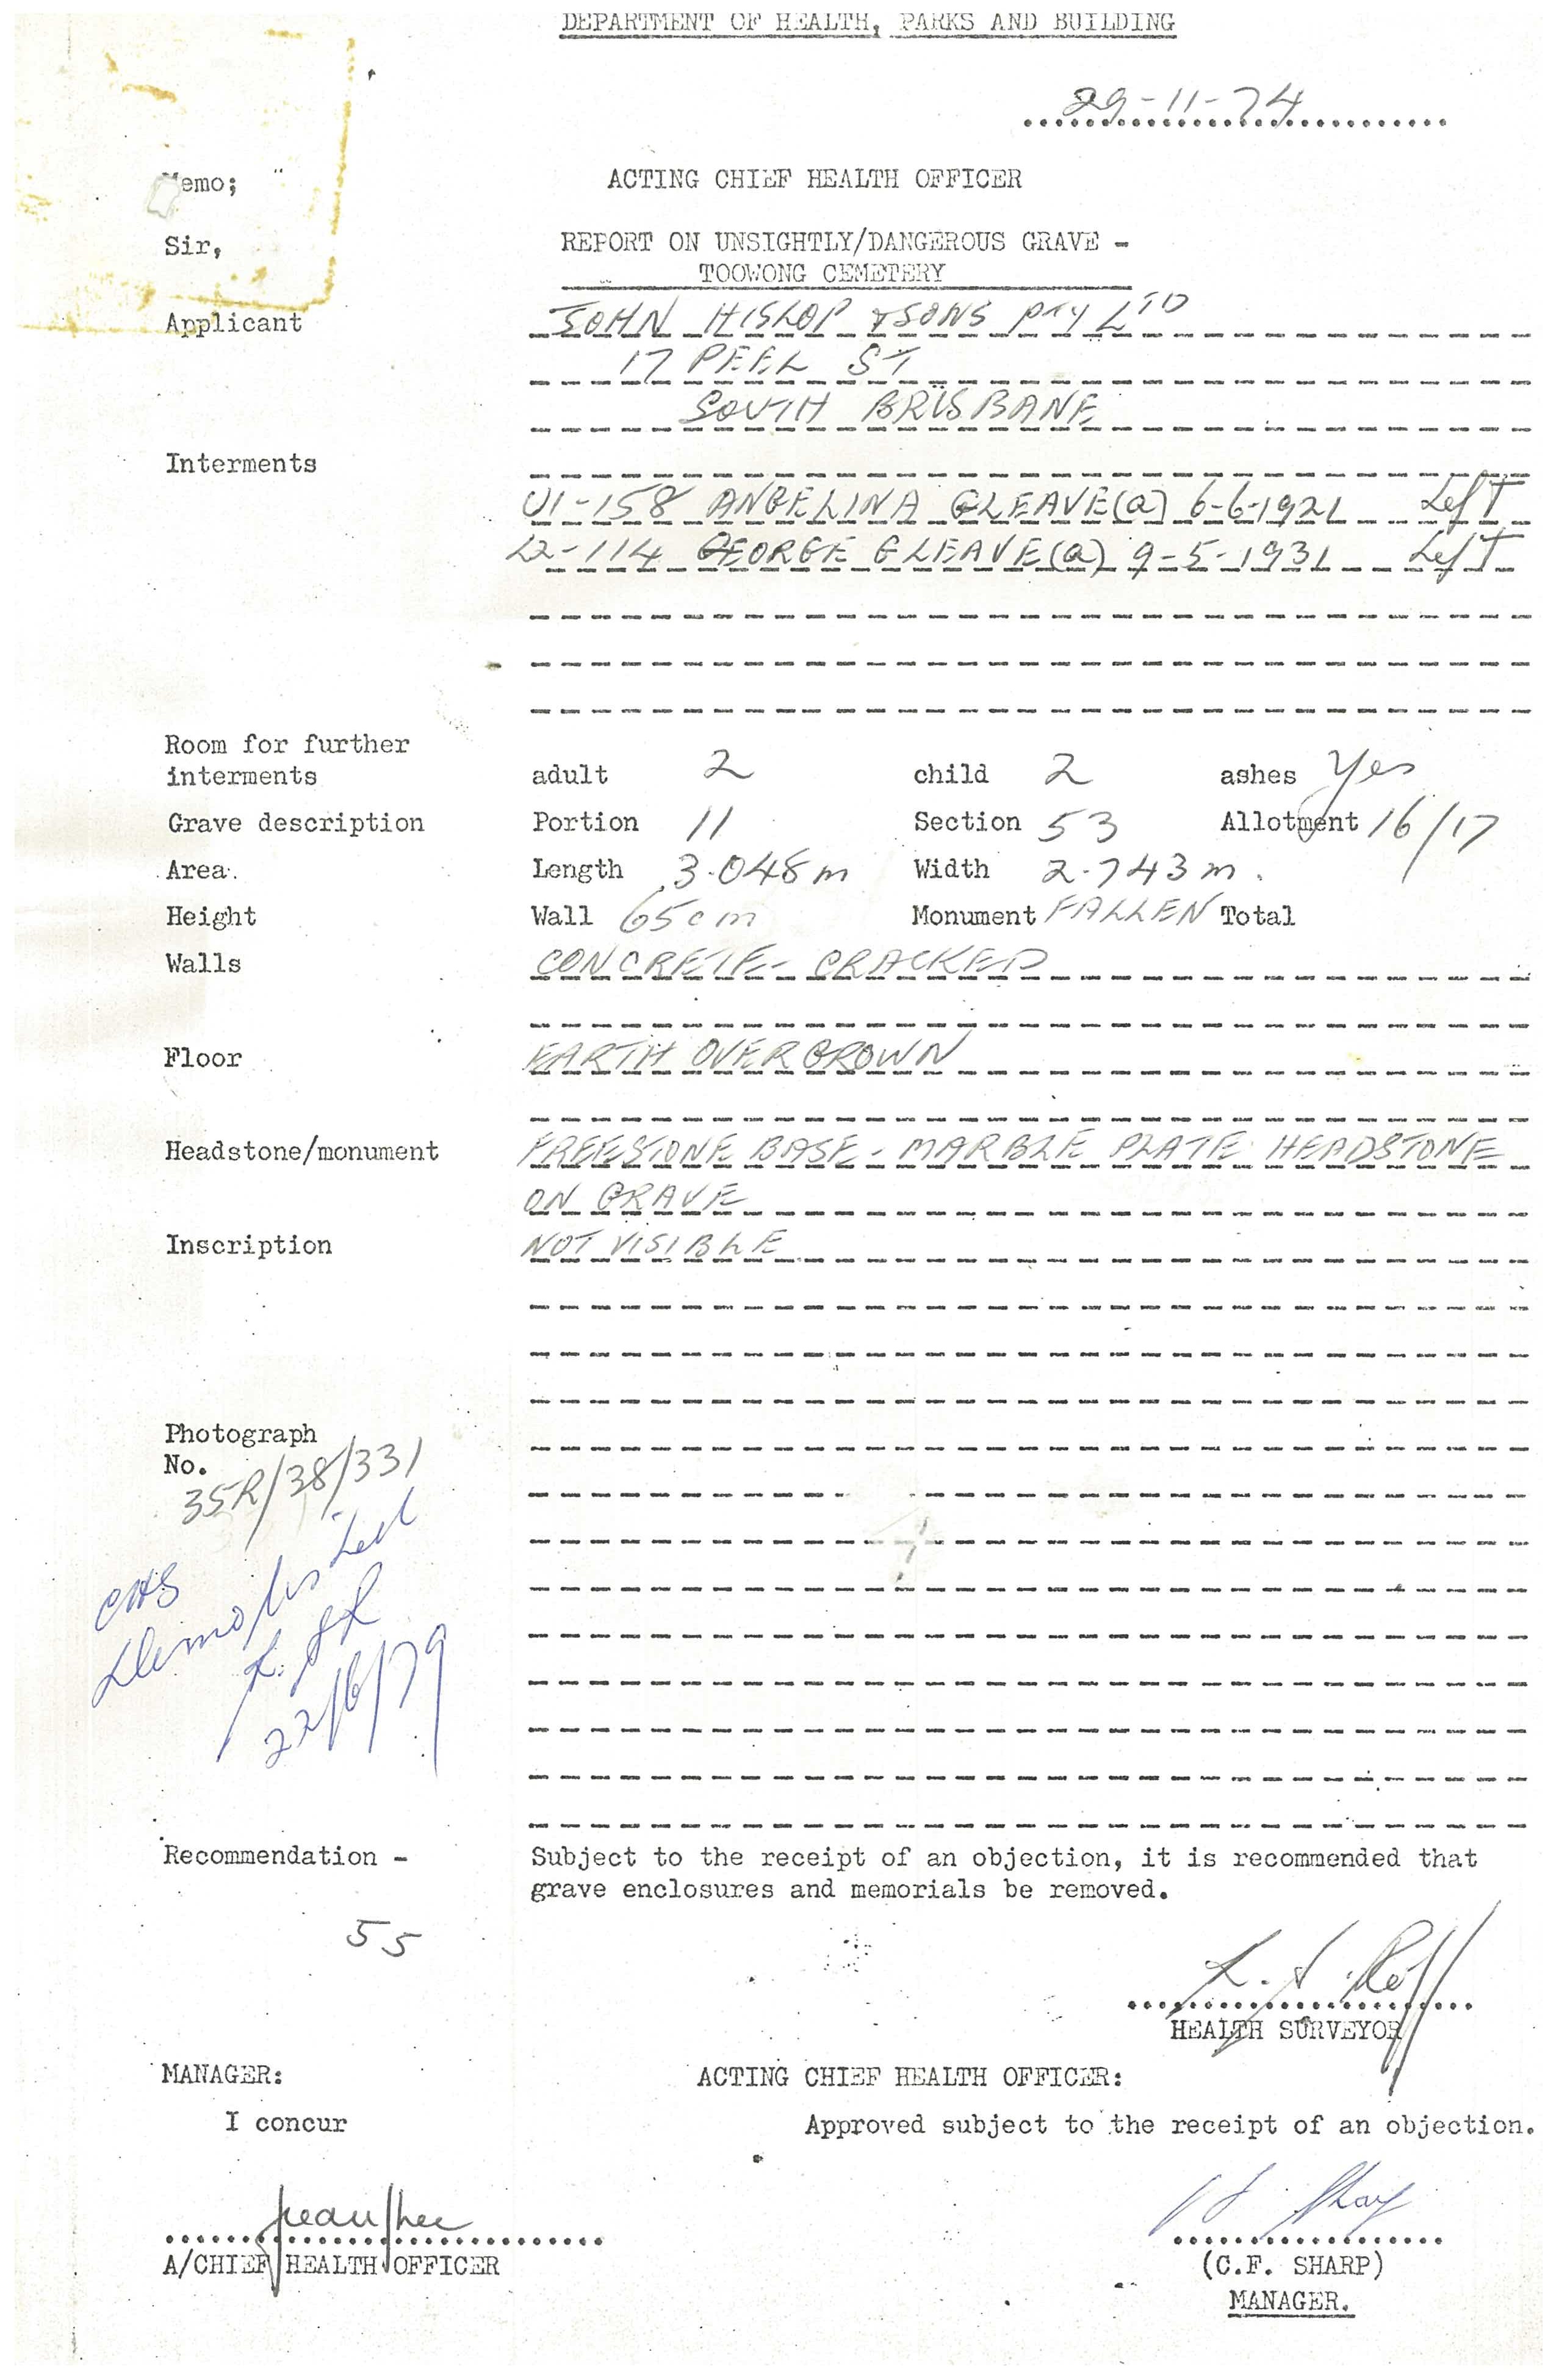 DEPARTMENT OF HEALTH, PARKS AND BUILDING
29-11-74
Memo; ACTING CHIEF HEALTH OFFICER
Sir, REPORT ON UNSIGHTLY/DANGEROUS GRAVE -
TOOWONG CEMETERY
Applicant JOHN HISLOP & SONS PTY LTD
17 PEEL ST
SOUTH BRISBANE
Interments
U1-158 ANGELINA GLEAVE (a) 6-6-1921 Left
L2-114 GEORGE GLEAVE (a) 9-5-1931 Left
Room for further
interments adult 2 child 2 ashes Yes
Grave description Portion 11 Section 53 Allotment 16/17
Area. Length 3.048m Width 2.743m.
Height Wall 65cm Monument FALLEN Total
Walls CONCRETE - CRACKED
Floor EARTH OVERGROWN
Headstone/monument FREESTONE BASE - MARBLE PLATE HEADSTONE
ON GRAVE
Inscription NOT VISIBLE
Photograph
No.
35R/38/331
CHS
Demolished
22/6/79
Recommendation - Subject to the receipt of an objection, it is recommended that
grave enclosures and memorials be removed.
55
HEALTH SURVEYOR
MANAGER: ACTING CHIEF HEALTH OFFICER:
I concur Approved subject to the receipt of an objection.
A/CHIEF HEALTH OFFICER (C.F. SHARP)
MANAGER.